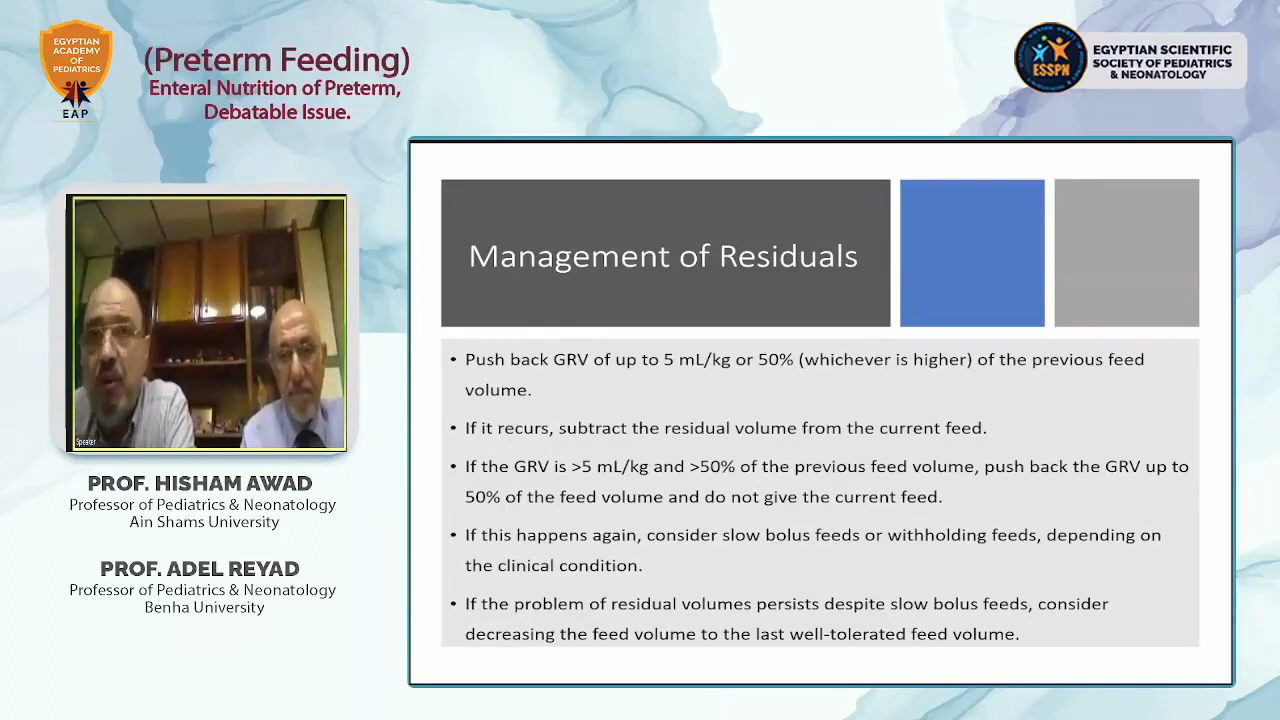 EGYPTIAN
ACADEMY
OF
PEDIATRICS
EAP
(Preterm Feeding)
Enteral Nutrition of Preterm,
Debatable Issue.
ESSPN
EGYPTIAN SCIENTIFIC
SOCIETY OF PEDIATRICS
& NEONATOLOGY
Speaker
PROF. HISHAM AWAD
Professor of Pediatrics & Neonatology
Ain Shams University
PROF. ADEL REYAD
Professor of Pediatrics & Neonatology
Benha University
Management of Residuals
• Push back GRV of up to 5 mL/kg or 50% (whichever is higher) of the previous feed
volume.
• If it recurs, subtract the residual volume from the current feed.
• If the GRV is >5 mL/kg and >50% of the previous feed volume, push back the GRV up to
50% of the feed volume and do not give the current feed.
• If this happens again, consider slow bolus feeds or withholding feeds, depending on
the clinical condition.
• If the problem of residual volumes persists despite slow bolus feeds, consider
decreasing the feed volume to the last well-tolerated feed volume.